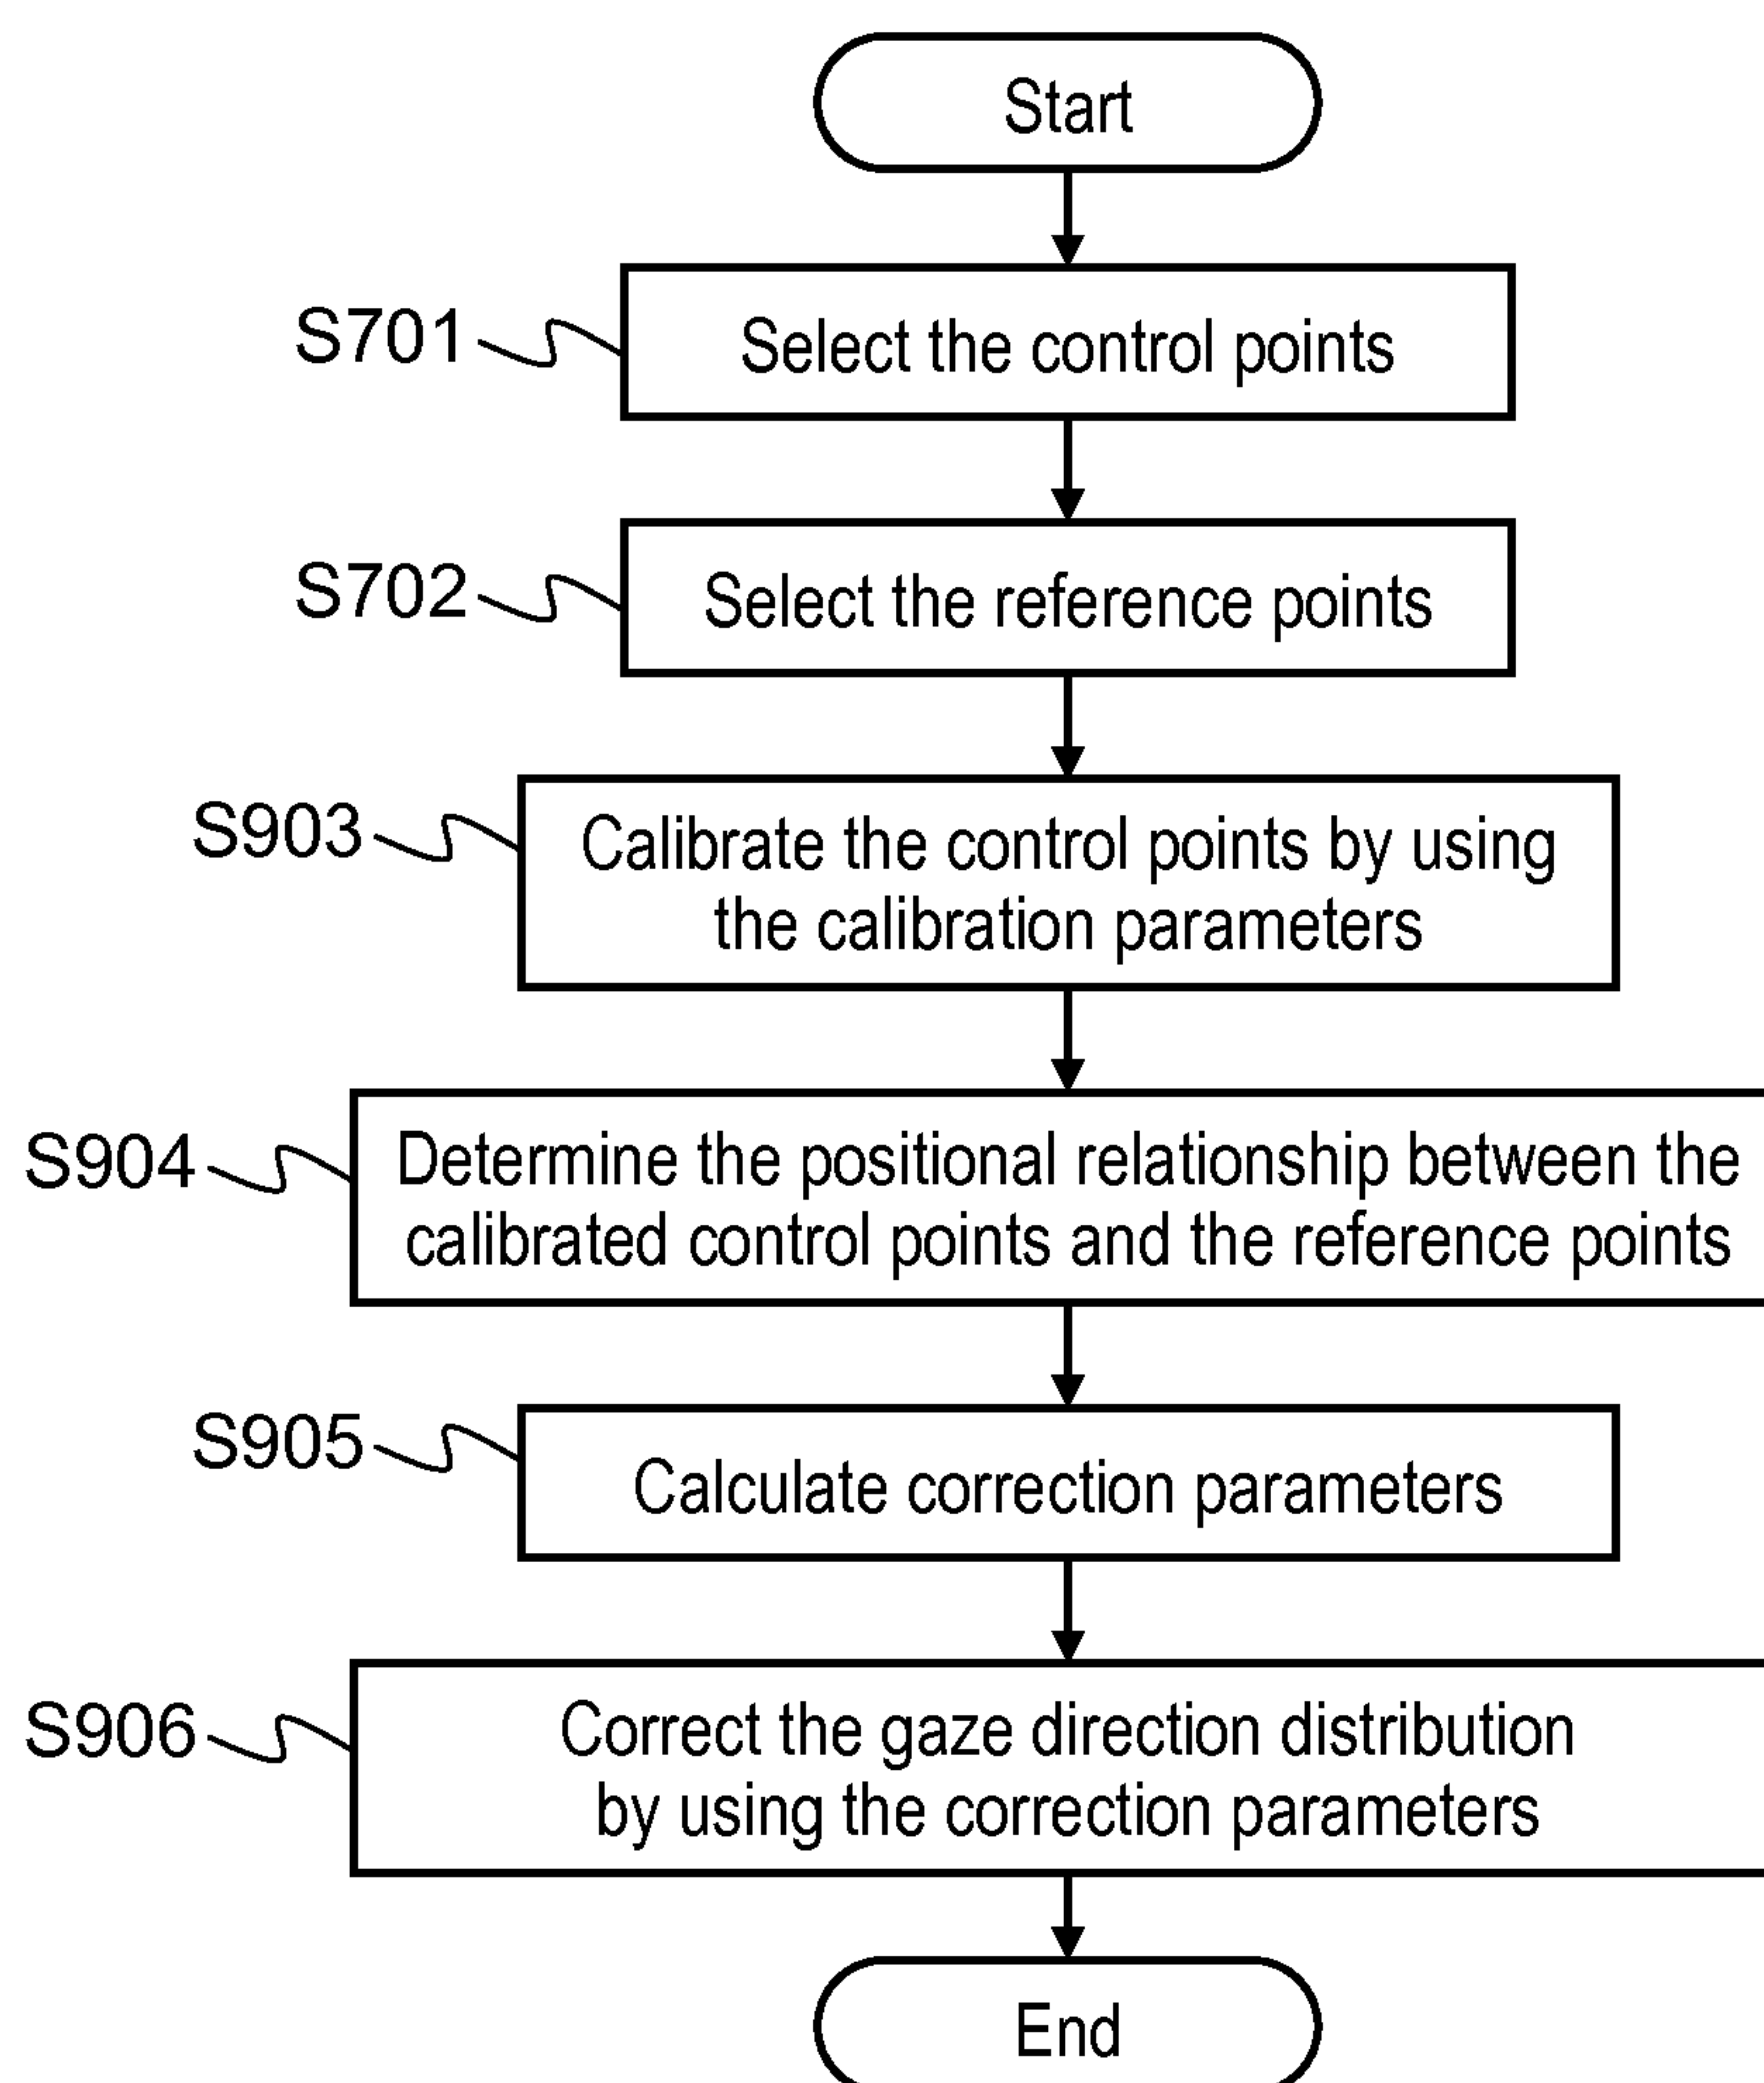 Start
S701
Select the control points
S702
Select the reference points
S903
Calibrate the control points by using
the calibration parameters
S904
Determine the positional relationship between the
calibrated control points and the reference points
S905
Calculate correction parameters
S906
Correct the gaze direction distribution
by using the correction parameters
End